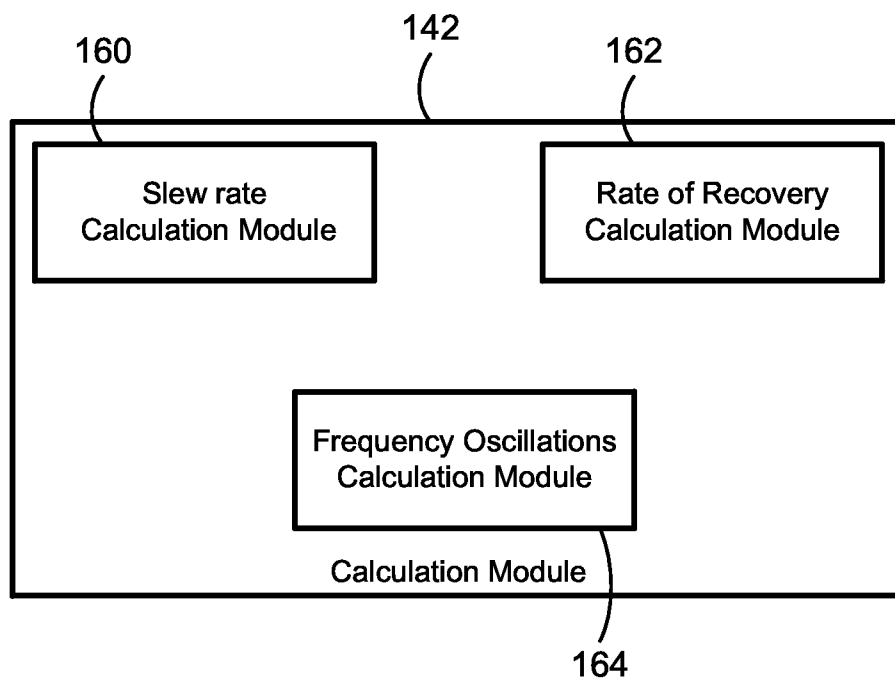 142
160
162
Slew rate
Calculation Module
Rate of Recovery
Calculation Module
Frequency Oscillations
Calculation Module
Calculation Module
164